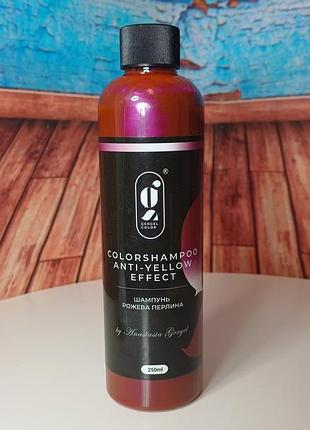 ®
GERGEL
COLOR
COLORSHAMPOO
ANTI-YELLOW
EFFECT
ШАМПУНЬ
РОЖЕВА ПЕРЛИНА
by Anastasia Gergel
250ml